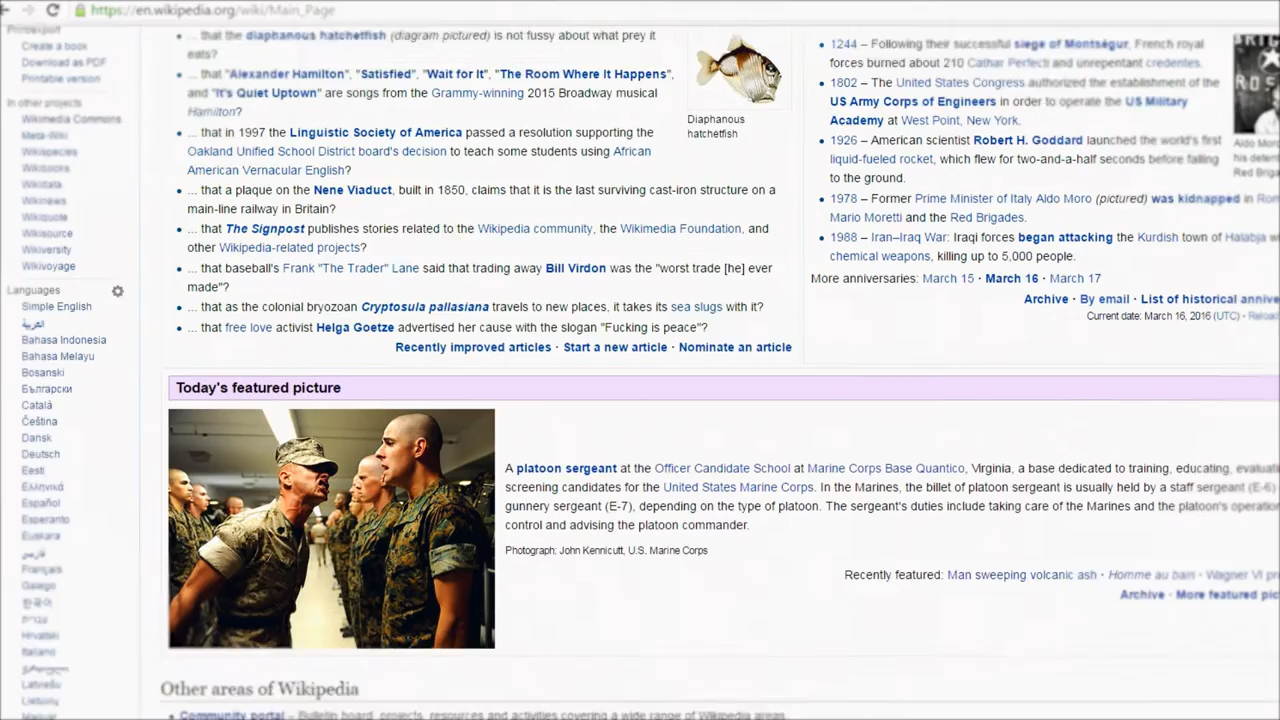 https://en.wikipedia.org/wiki/Main_Page
Print/export
Create a book
Download as PDF
Printable version
In other projects
Wikimedia Commons
Meta-Wiki
Wikispecies
Wikibooks
Wikidata
Wikinews
Wikiquote
Wikisource
Wikiversity
Wikivoyage
Languages
Simple English
العربية
Bahasa Indonesia
Bahasa Melayu
Bosanski
Български
Català
Čeština
Dansk
Deutsch
Eesti
Ελληνικά
Español
Esperanto
Euskara
فارسی
Français
Galego
한국어
עברית
Hrvatski
Italiano
ქართული
Latviešu
Lietuvių
Magyar
... that the diaphanous hatchetfish (diagram pictured) is not fussy about what prey it
eats?
... that "Alexander Hamilton", "Satisfied", "Wait for It", "The Room Where It Happens",
and "It's Quiet Uptown" are songs from the Grammy-winning 2015 Broadway musical
Hamilton?
... that in 1997 the Linguistic Society of America passed a resolution supporting the
Oakland Unified School District board's decision to teach some students using African
American Vernacular English?
... that a plaque on the Nene Viaduct, built in 1850, claims that it is the last surviving cast-iron structure on a
main-line railway in Britain?
... that The Signpost publishes stories related to the Wikipedia community, the Wikimedia Foundation, and
other Wikipedia-related projects?
... that baseball's Frank "The Trader" Lane said that trading away Bill Virdon was the "worst trade [he] ever
made"?
... that as the colonial bryozoan Cryptosula pallasiana travels to new places, it takes its sea slugs with it?
... that free love activist Helga Goetze advertised her cause with the slogan "Fucking is peace"?
Recently improved articles · Start a new article · Nominate an article
Diaphanous
hatchetfish
1244 – Following their successful siege of Montségur, French royal
forces burned about 210 Cathar Perfecti and unrepentant credentes.
1802 – The United States Congress authorized the establishment of the
US Army Corps of Engineers in order to operate the US Military
Academy at West Point, New York.
1926 – American scientist Robert H. Goddard launched the world's first
liquid-fueled rocket, which flew for two-and-a-half seconds before falling
to the ground.
1978 – Former Prime Minister of Italy Aldo Moro (pictured) was kidnapped in Rom
Mario Moretti and the Red Brigades.
1988 – Iran–Iraq War: Iraqi forces began attacking the Kurdish town of Halabja w
chemical weapons, killing up to 5,000 people.
More anniversaries: March 15 · March 16 · March 17
Archive · By email · List of historical annive
Current date: March 16, 2016 (UTC) · Reload
BRIG
ROS
Aldo Moro
his deten
Red Briga
Today's featured picture
A platoon sergeant at the Officer Candidate School at Marine Corps Base Quantico, Virginia, a base dedicated to training, educating, evaluati
screening candidates for the United States Marine Corps. In the Marines, the billet of platoon sergeant is usually held by a staff sergeant (E-6)
gunnery sergeant (E-7), depending on the type of platoon. The sergeant's duties include taking care of the Marines and the platoon's operatio
control and advising the platoon commander.
Photograph: John Kennicutt, U.S. Marine Corps
Recently featured: Man sweeping volcanic ash · Homme au bain · Wagner VI pr
Archive · More featured pic
Other areas of Wikipedia
Community portal – Bulletin board, projects, resources and activities covering a wide range of Wikipedia areas.